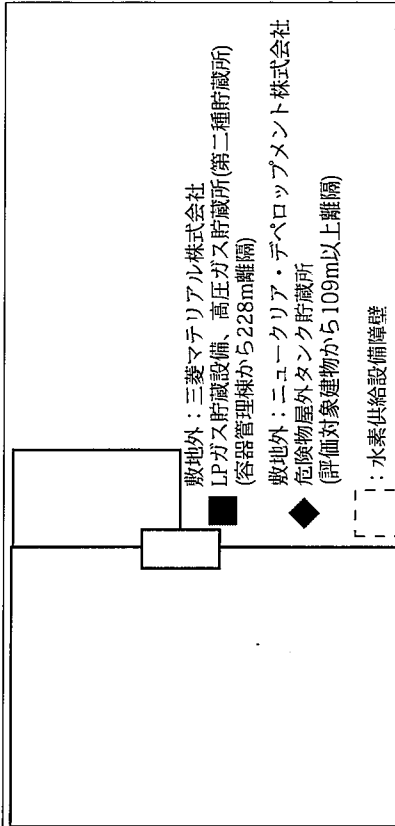 敷地外：三菱マテリアル株式会社
LPガス貯蔵設備、高圧ガス貯蔵所(第二種貯蔵所)
(容器管理棟から228m離隔)
敷地外：ニュークリア・デベロップメント株式会社
危険物屋外タンク貯蔵所
(評価対象建物から109m以上離隔)
：水素供給設備障壁